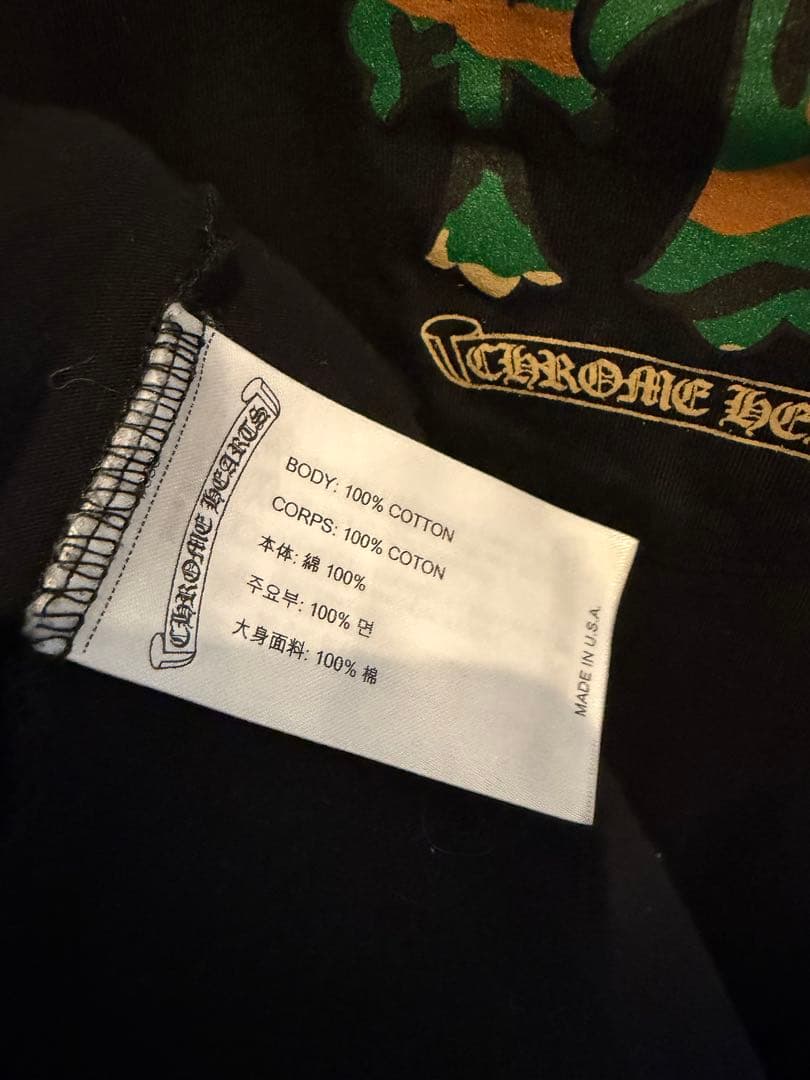 CHROME HE
CHROME HEARTS
BODY: 100% COTTON
CORPS: 100% COTON
本体: 綿 100%
주요부: 100% 면
大身面料: 100% 棉
MADE IN U.S.A.